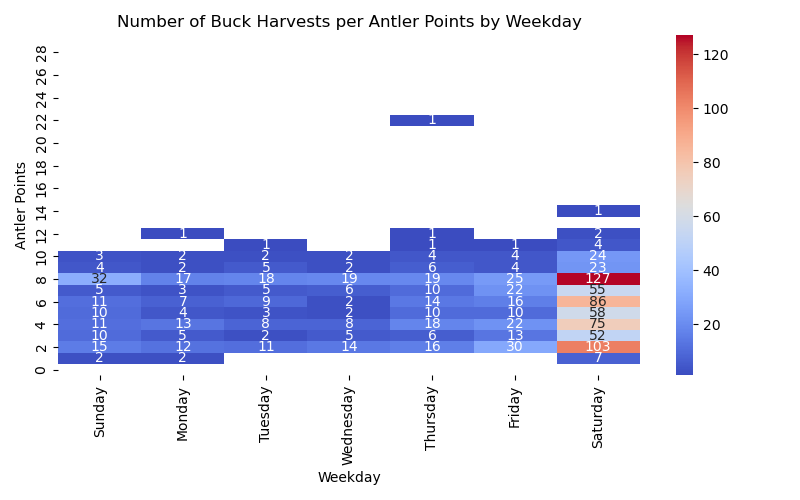 Number of Buck Harvests per Antler Points by Weekday
Antler Points
28
26
24
22 1
20
18
16
14 1
12 1 1 2
1 1 1 4
10 3 2 2 2 4 4 24
4 2 5 2 6 4 23
8 32 17 18 19 19 25 127
5 3 5 6 10 22 55
6 11 7 9 2 14 16 86
10 4 3 2 10 10 58
4 11 13 8 8 18 22 75
10 5 2 5 6 13 52
2 15 12 11 14 16 30 103
2 2 7
0
Sunday Monday Tuesday Wednesday Thursday Friday Saturday
Weekday
120
100
80
60
40
20